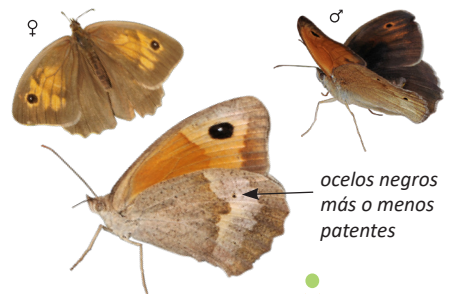 ♀
♂
ocelos negros
más o menos
patentes